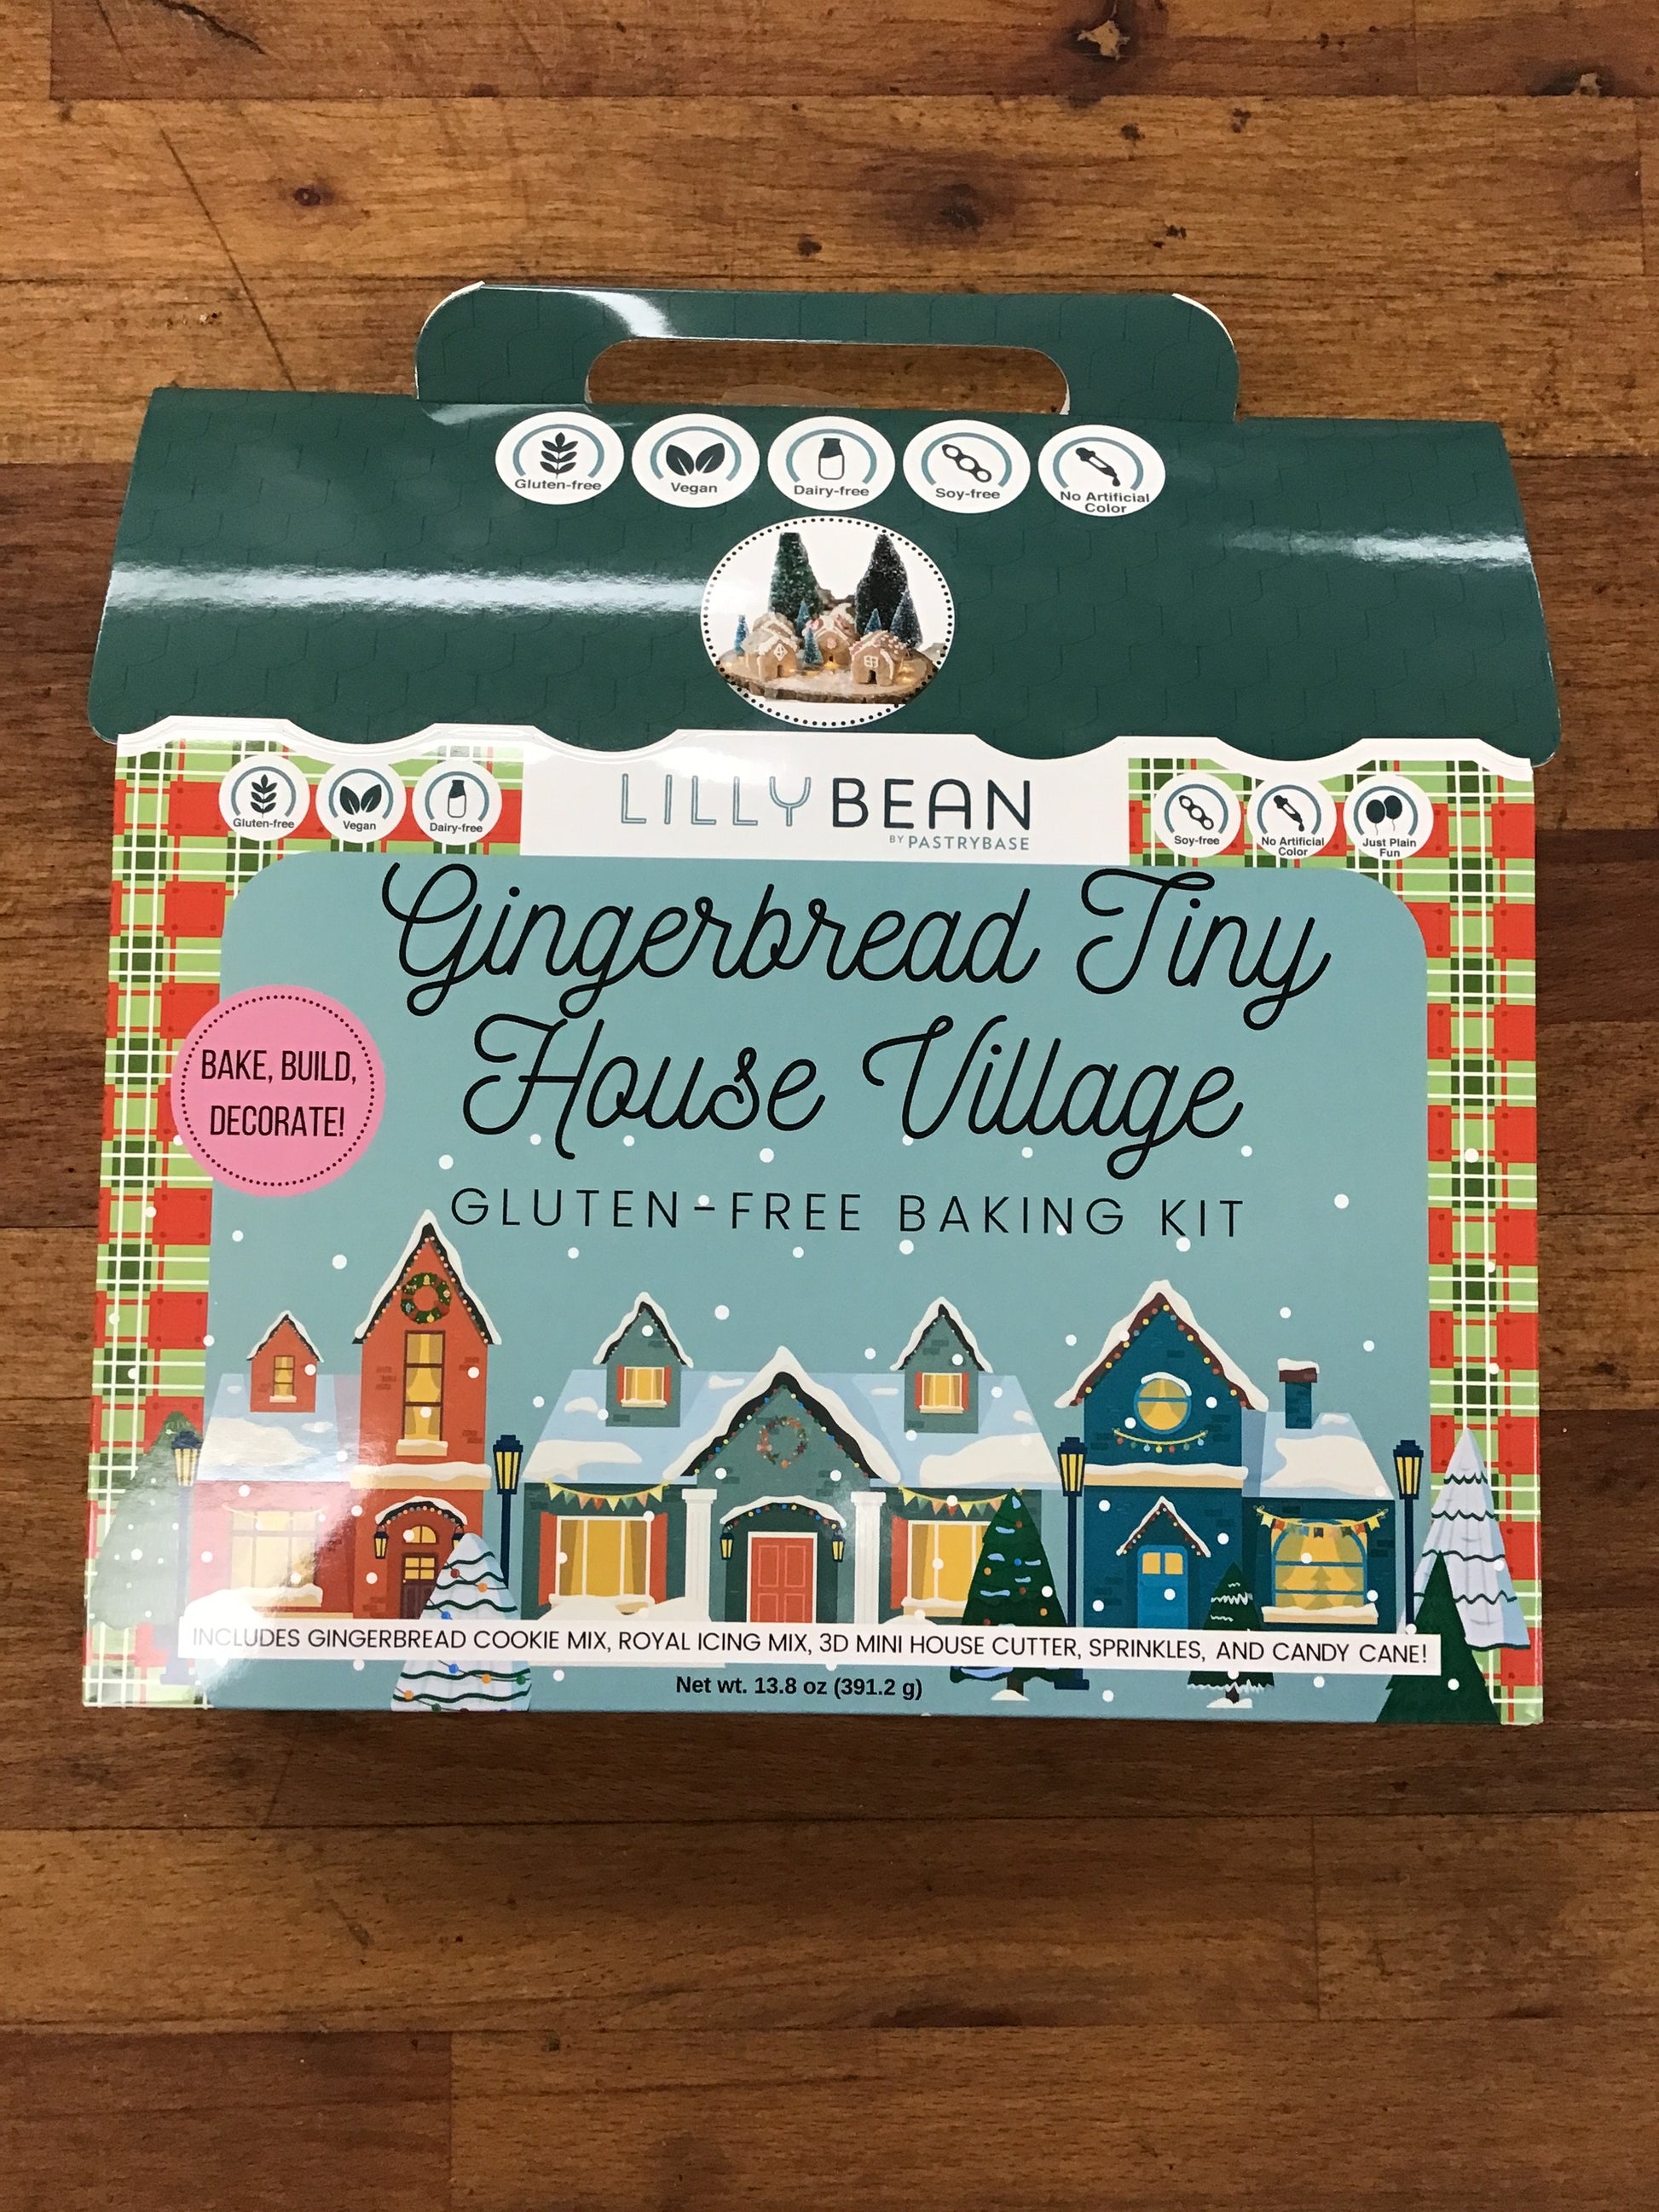 Gluten-free
Vegan
Dairy-free
Soy-free
No Artificial
Color
Gluten-free
Vegan
Dairy-free
LILLYBEAN
BY PASTRYBASE
Soy-free
No Artificial
Color
Just Plain
Fun
Gingerbread Tiny
House Village
BAKE, BUILD,
DECORATE!
GLUTEN-FREE BAKING KIT
INCLUDES GINGERBREAD COOKIE MIX, ROYAL ICING MIX, 3D MINI HOUSE CUTTER, SPRINKLES, AND CANDY CANE!
Net wt. 13.8 oz (391.2 g)